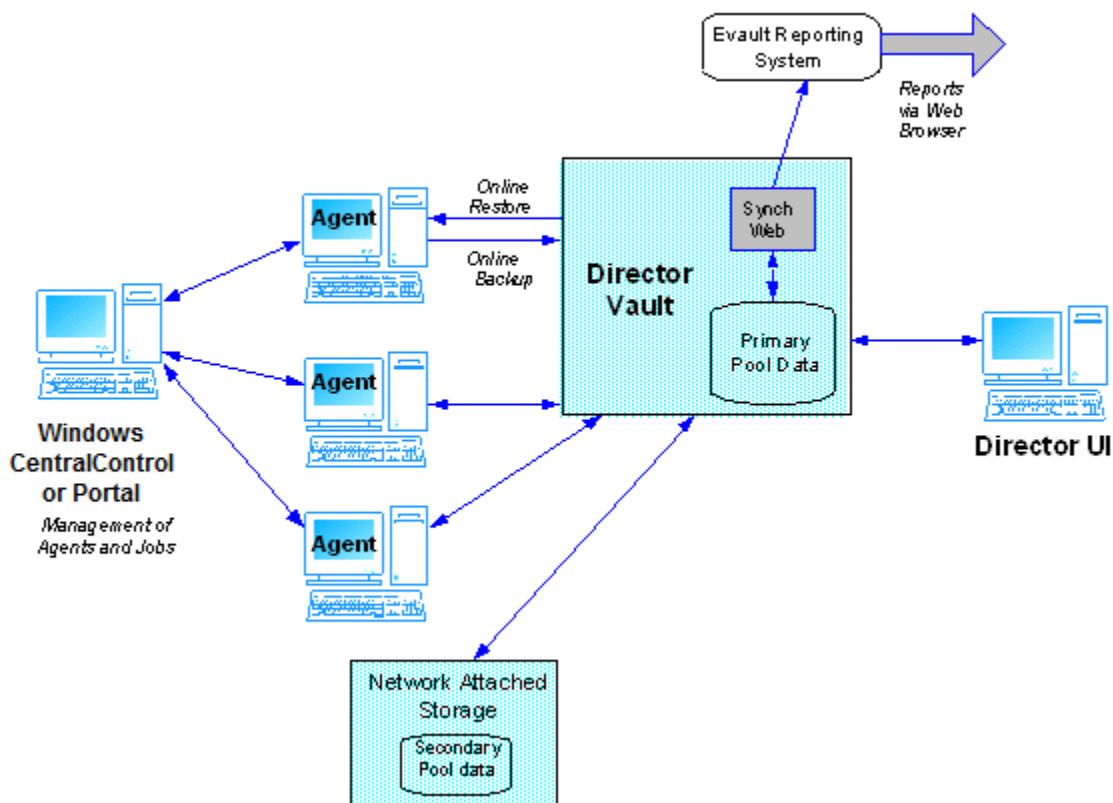 Evault Reporting
System
Reports
via Web
Browser
Online
Restore
Agent
Synch
Web
Online
Backup
Director
Vault
Primary
Pool Data
Agent
Windows
CentralControl
or Portal
Management of
Agents and Jobs
Director UI
Agent
Network Attached
Storage
Secondary
Pool data